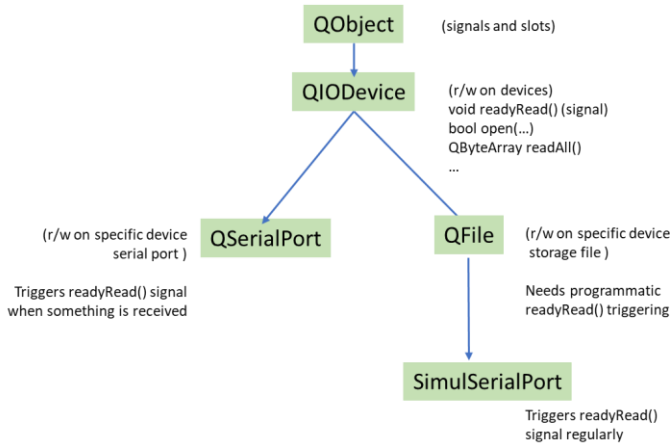 QObject
(signals and slots)
QIODevice
(r/w on devices)
void readyRead() (signal)
bool open(...)
QByteArray readAll()
...
(r/w on specific device
serial port )
QSerialPort
QFile
(r/w on specific device
storage file )
Triggers readyRead() signal
when something is received
Needs programmatic
readyRead() triggering
SimulSerialPort
Triggers readyRead()
signal regularly